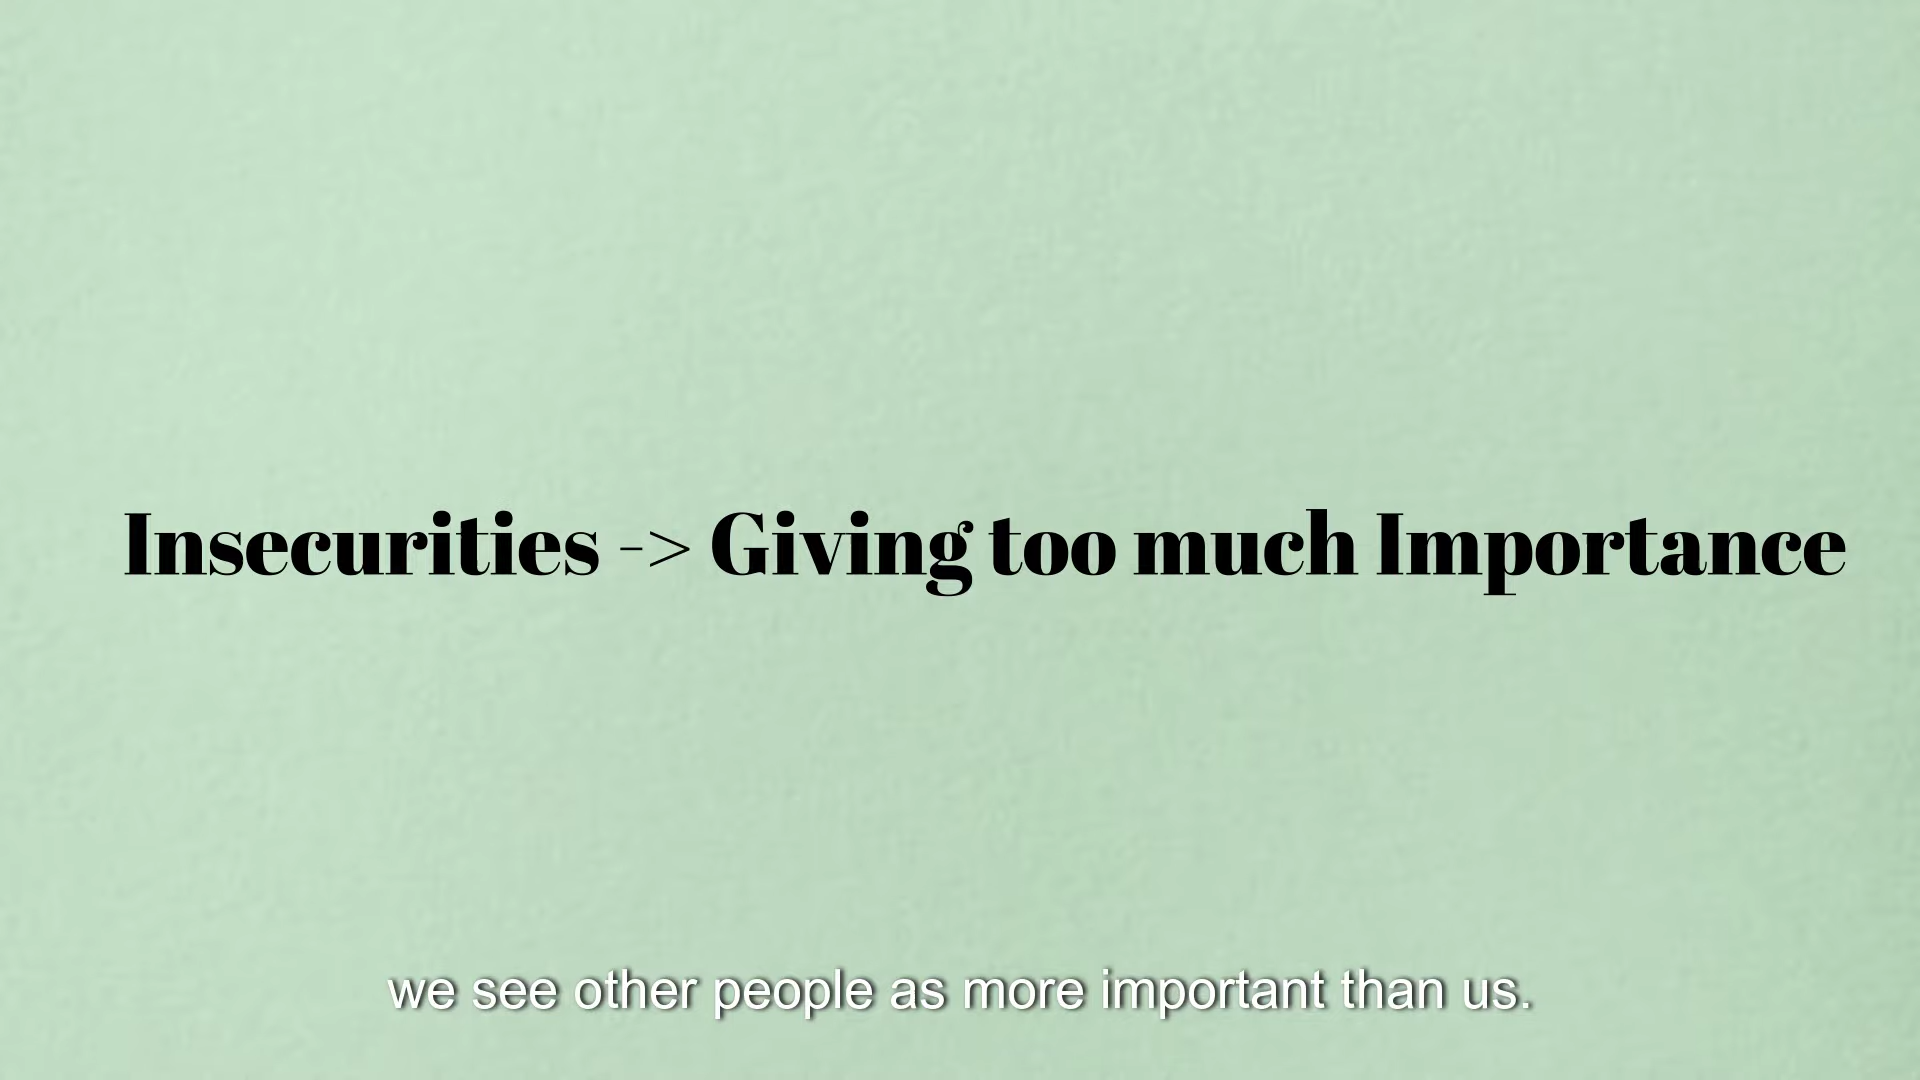 Insecurities -> Giving too much Importance
we see other people as more important than us.